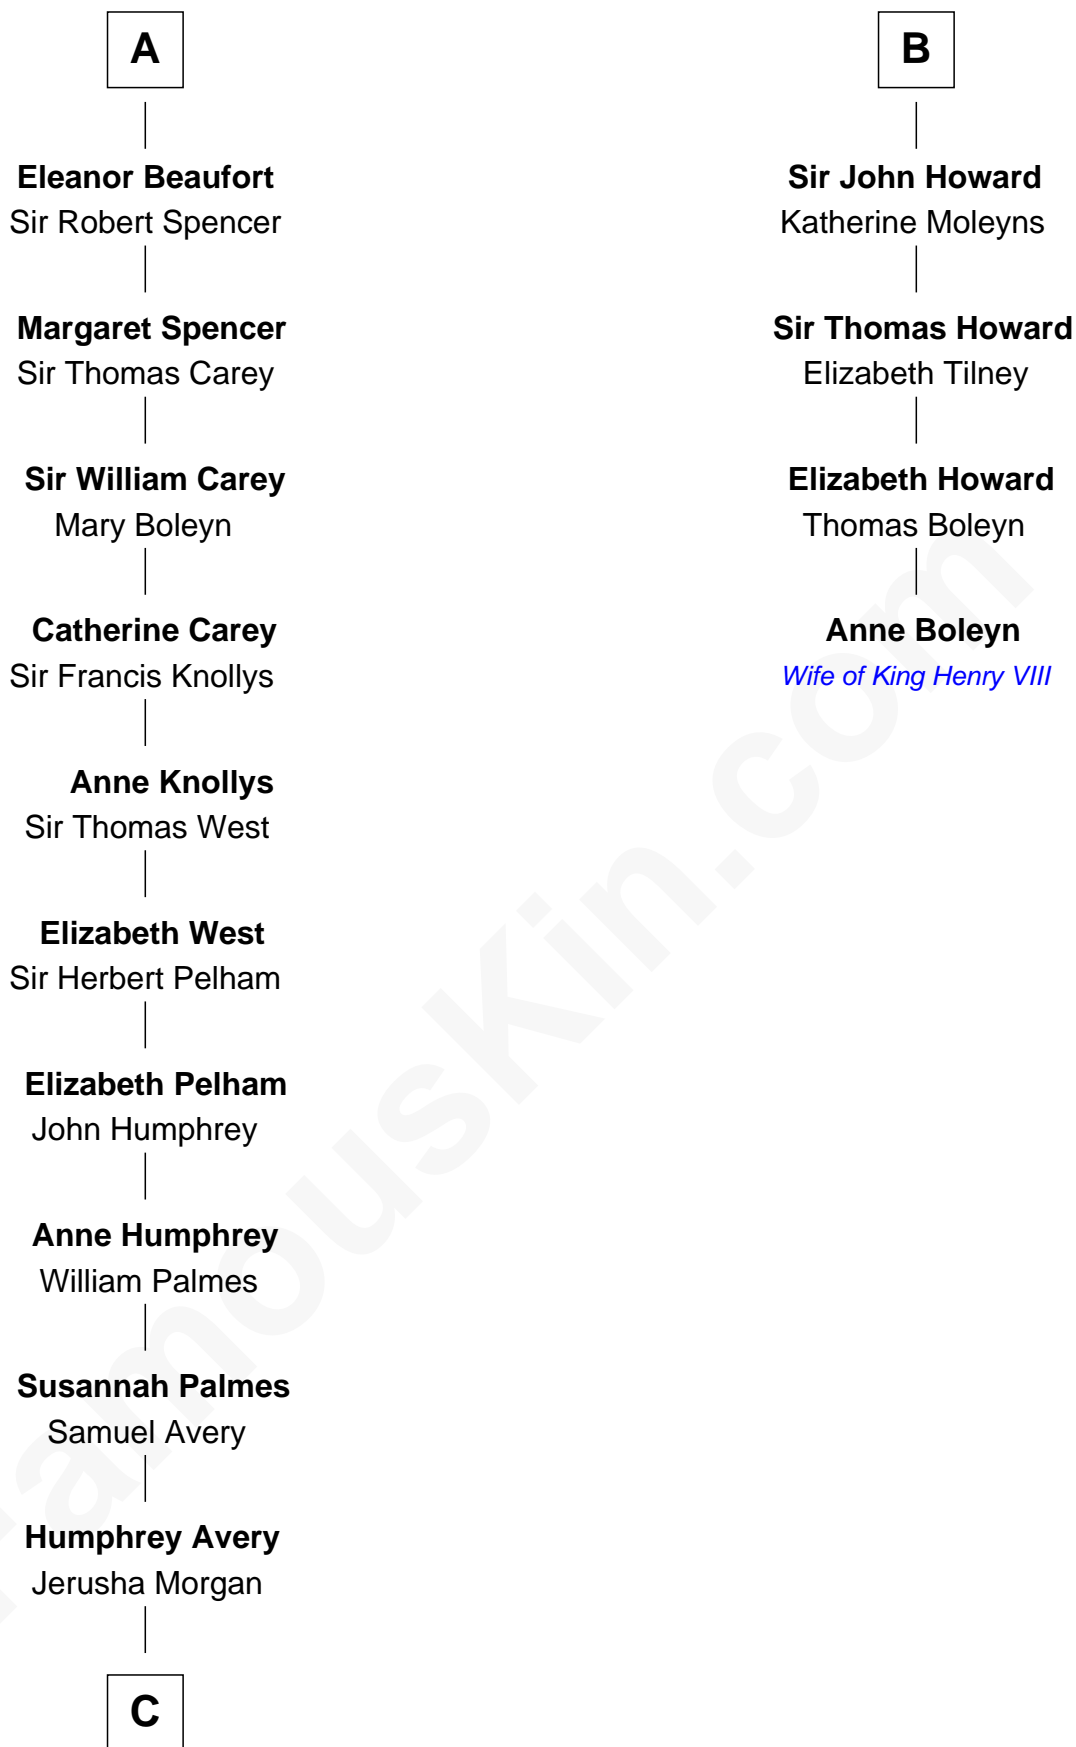 A
Eleanor Beaufort
Sir Robert Spencer
Margaret Spencer
Sir Thomas Carey
Sir William Carey
Mary Boleyn
Catherine Carey
Sir Francis Knollys
Anne Knollys
Sir Thomas West
Elizabeth West
Sir Herbert Pelham
Elizabeth Pelham
John Humphrey
Anne Humphrey
William Palmes
Susannah Palmes
Samuel Avery
Humphrey Avery
Jerusha Morgan
C
B
Sir John Howard
Katherine Moleyns
Sir Thomas Howard
Elizabeth Tilney
Elizabeth Howard
Thomas Boleyn
Anne Boleyn
Wife of King Henry VIII
FamousKin.com